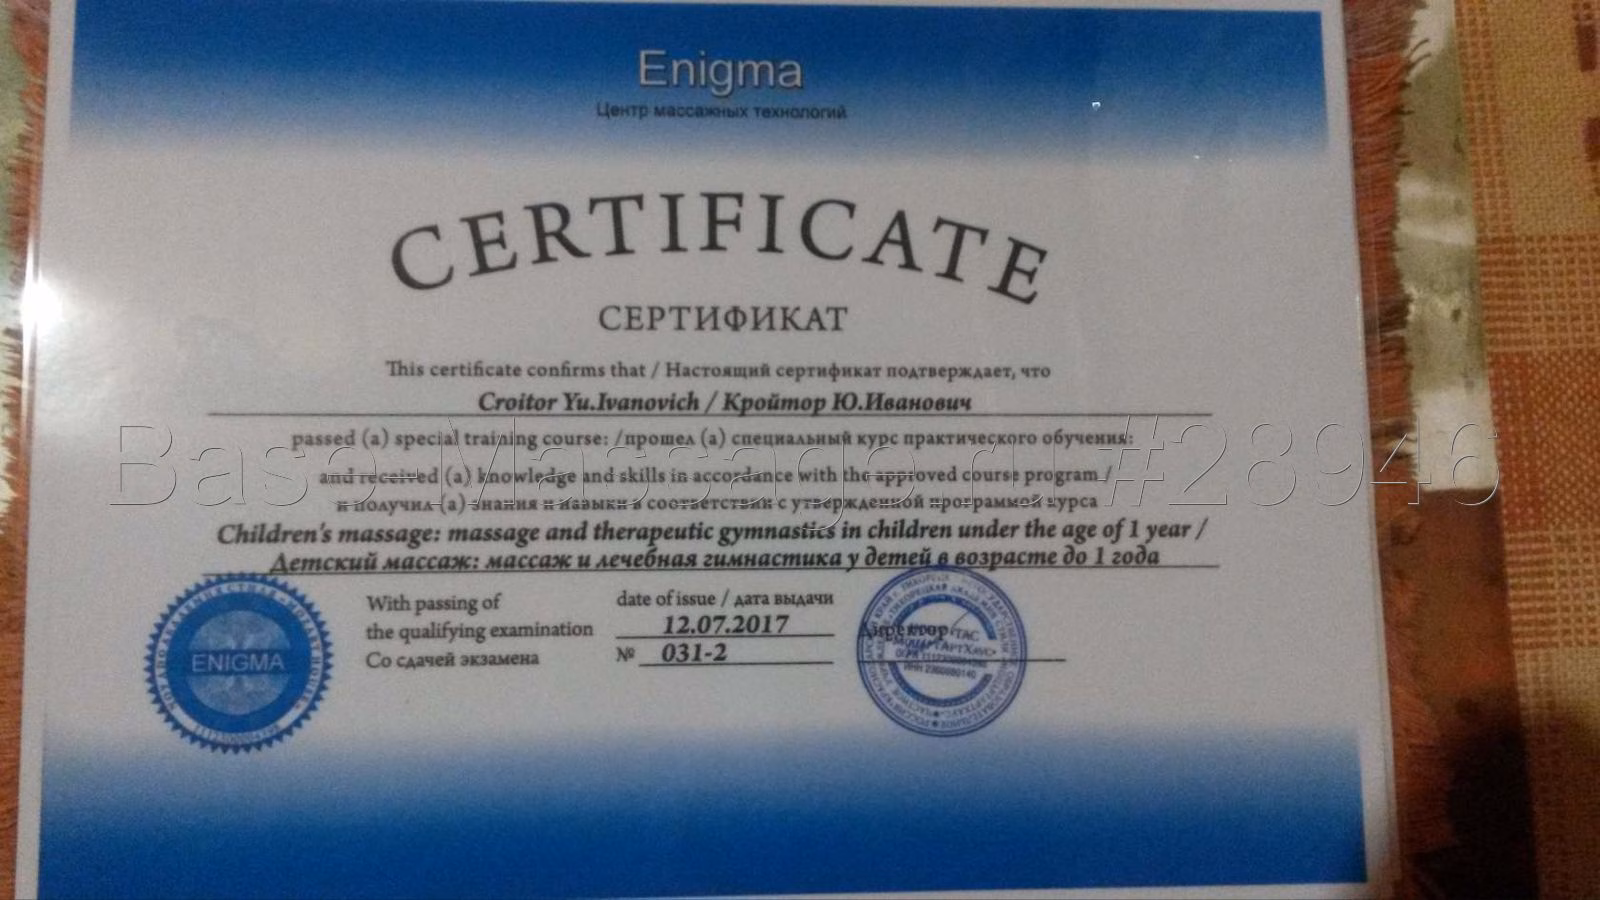 Enigma
Центр массажных технологий
CERTIFICATE
СЕРТИФИКАТ
This certificate confirms that / Настоящий сертификат подтверждает, что
Croitor Yu.Ivanovich / Кройтор Ю.Иванович
passed (a) special training course: /прошел (а) специальный курс практического обучения:
and received (a) knowledge and skills in accordance with the approved course program /
и получил (а) знания и навыки в соответствии с утвержденной программой курса
Base-Massage.ru #28946
Children's massage: massage and therapeutic gymnastics in children under the age of 1 year /
Детский массаж: массаж и лечебная гимнастика у детей в возрасте до 1 года
With passing of
the qualifying examination
Со сдачей экзамена
date of issue / дата выдачи
12.07.2017
№ 031-2
Директор
ENIGMA